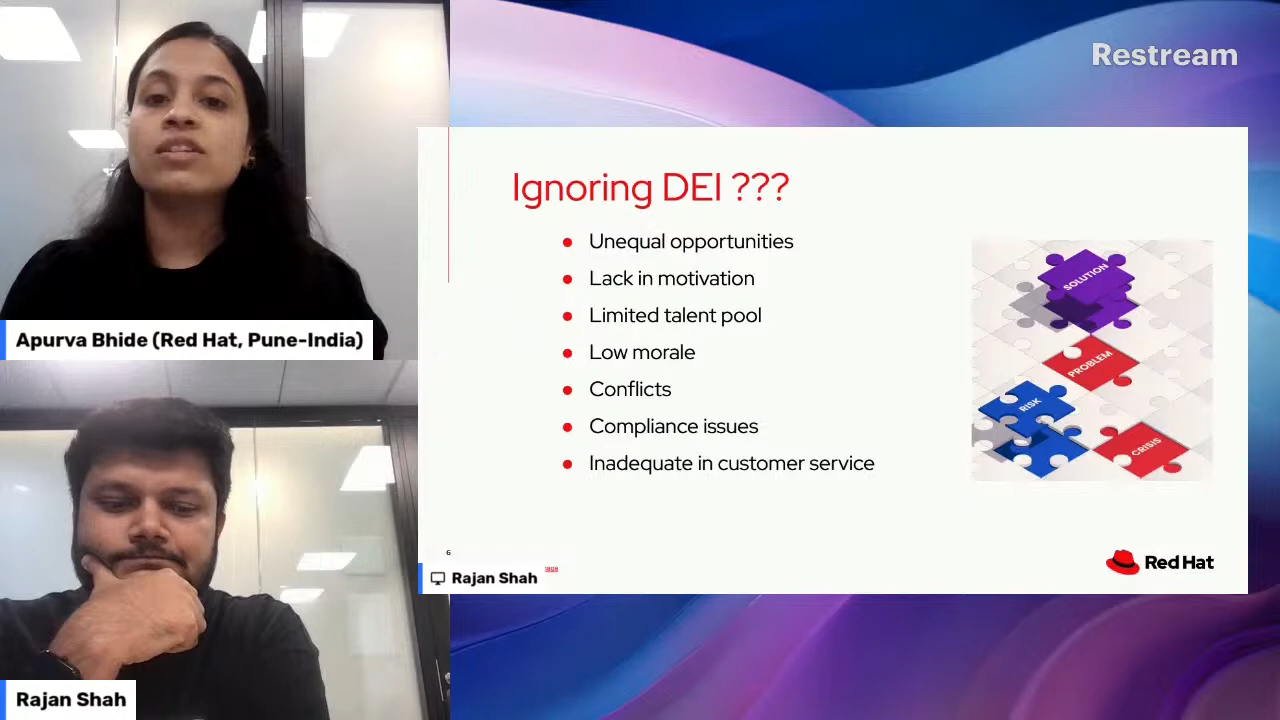 Restream
Ignoring DEI ???
● Unequal opportunities
● Lack in motivation
● Limited talent pool
● Low morale
● Conflicts
● Compliance issues
● Inadequate in customer service
SOLUTION
PROBLEM
RISK
CRISIS
6
Red Hat
Rajan Shah
Apurva Bhide (Red Hat, Pune-India)
Rajan Shah